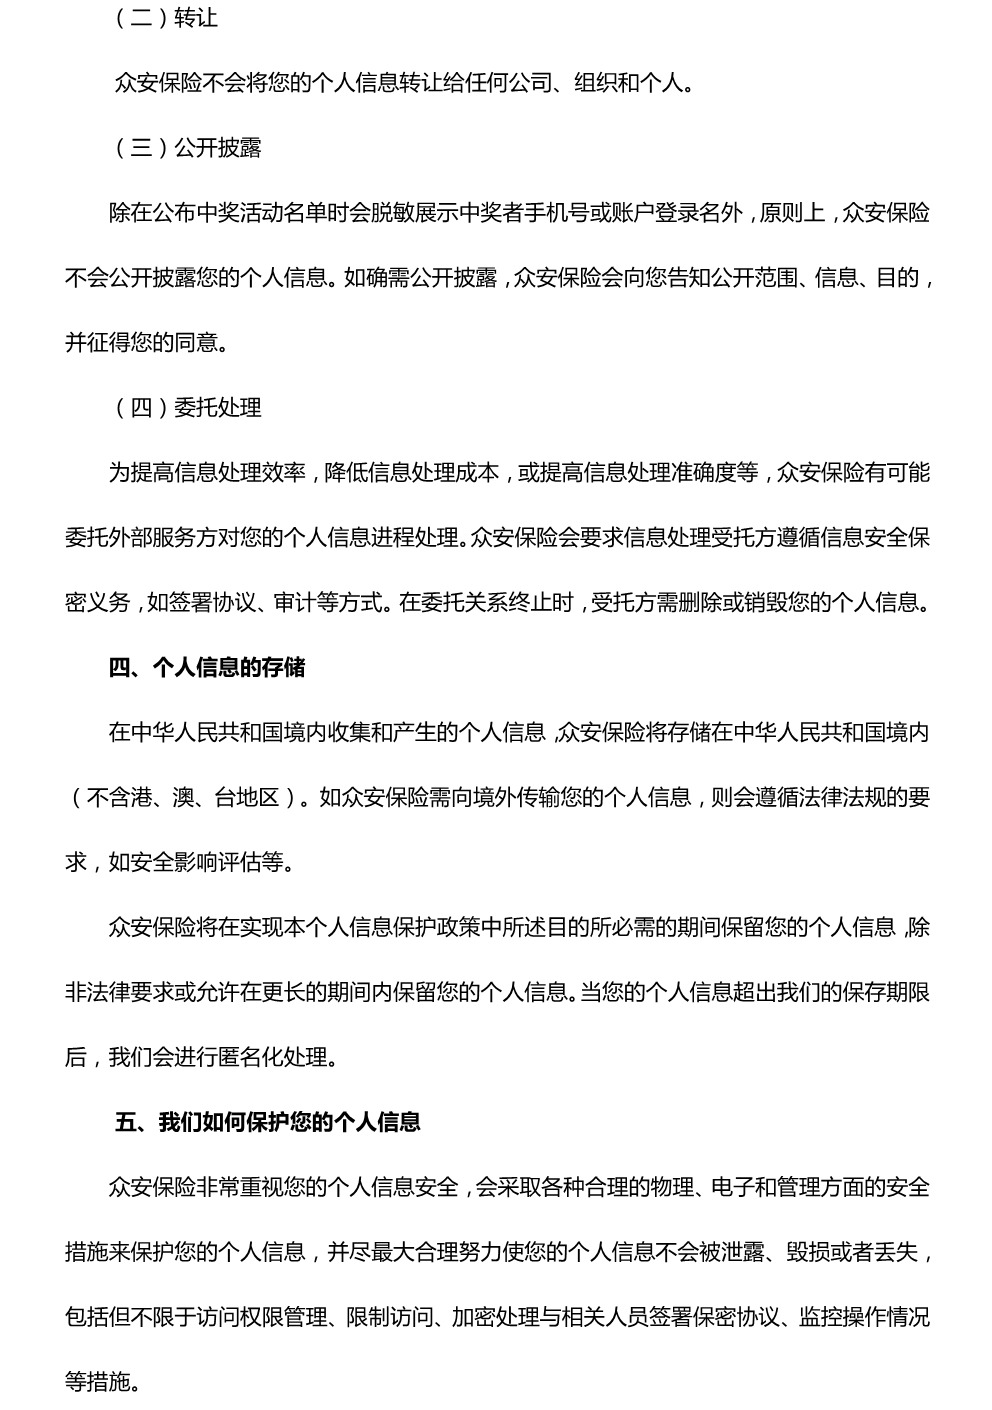 （二）转让
众安保险不会将您的个人信息转让给任何公司、组织和个人。
（三）公开披露
除在公布中奖活动名单时会脱敏展示中奖者手机号或账户登录名外，原则上，众安保险
不会公开披露您的个人信息。如确需公开披露，众安保险会向您告知公开范围、信息、目的，
并征得您的同意。
（四）委托处理
为提高信息处理效率，降低信息处理成本，或提高信息处理准确度等，众安保险有可能
委托外部服务方对您的个人信息进程处理。众安保险会要求信息处理受托方遵循信息安全保
密义务，如签署协议、审计等方式。在委托关系终止时，受托方需删除或销毁您的个人信息。
四、个人信息的存储
在中华人民共和国境内收集和产生的个人信息，众安保险将存储在中华人民共和国境内
（不含港、澳、台地区）。如众安保险需向境外传输您的个人信息，则会遵循法律法规的要
求，如安全影响评估等。
众安保险将在实现本个人信息保护政策中所述目的所必需的期间保留您的个人信息，除
非法律要求或允许在更长的期间内保留您的个人信息。当您的个人信息超出我们的保存期限
后，我们会进行匿名化处理。
五、我们如何保护您的个人信息
众安保险非常重视您的个人信息安全，会采取各种合理的物理、电子和管理方面的安全
措施来保护您的个人信息，并尽最大合理努力使您的个人信息不会被泄露、毁损或者丢失，
包括但不限于访问权限管理、限制访问、加密处理与相关人员签署保密协议、监控操作情况
等措施。